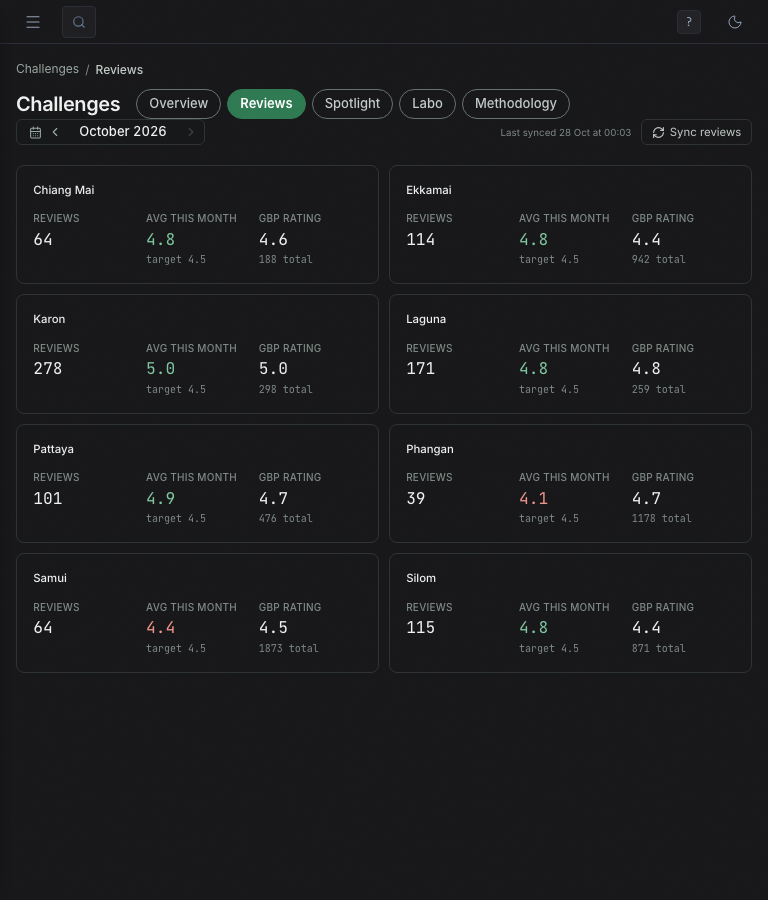 ?
Challenges / Reviews
Challenges Overview Reviews Spotlight Labo Methodology
October 2026 Last synced 28 Oct at 00:03 Sync reviews
Chiang Mai
REVIEWS AVG THIS MONTH GBP RATING
64 4.8 4.6
target 4.5 188 total
Ekkamai
REVIEWS AVG THIS MONTH GBP RATING
114 4.8 4.4
target 4.5 942 total
Karon
REVIEWS AVG THIS MONTH GBP RATING
278 5.0 5.0
target 4.5 298 total
Laguna
REVIEWS AVG THIS MONTH GBP RATING
171 4.8 4.8
target 4.5 259 total
Pattaya
REVIEWS AVG THIS MONTH GBP RATING
101 4.9 4.7
target 4.5 476 total
Phangan
REVIEWS AVG THIS MONTH GBP RATING
39 4.1 4.7
target 4.5 1178 total
Samui
REVIEWS AVG THIS MONTH GBP RATING
64 4.4 4.5
target 4.5 1873 total
Silom
REVIEWS AVG THIS MONTH GBP RATING
115 4.8 4.4
target 4.5 871 total